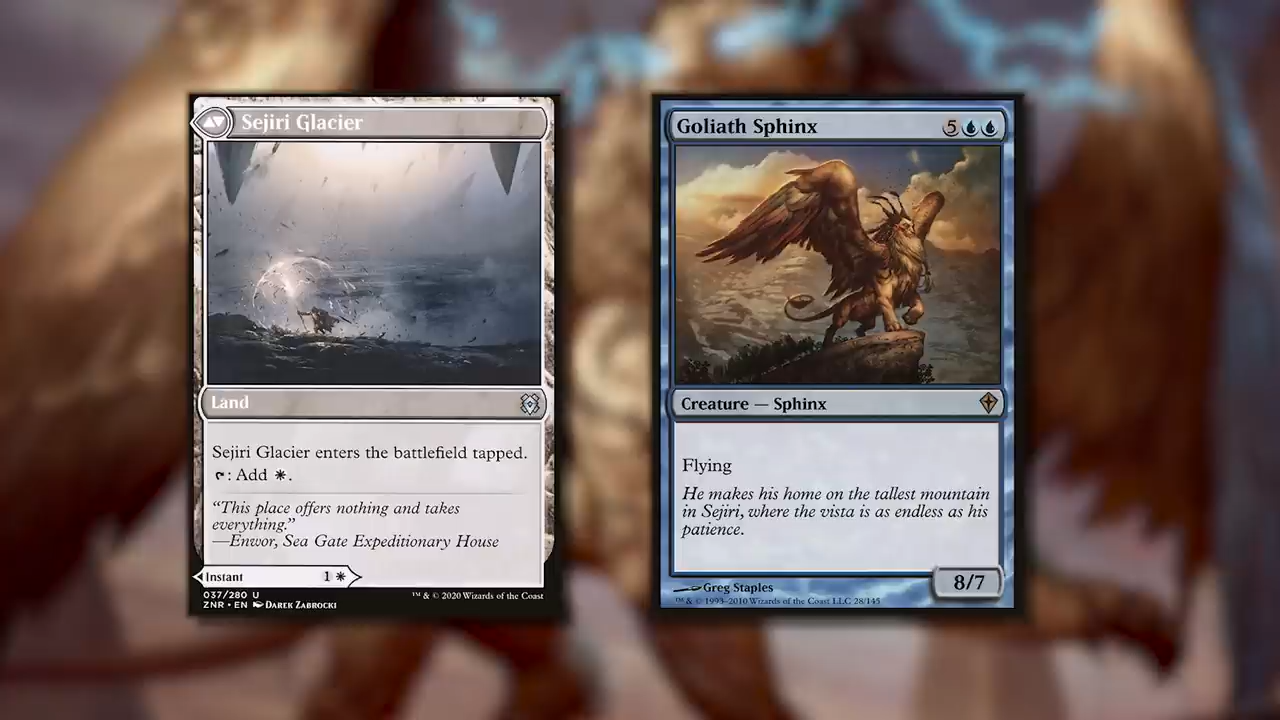 Sejiri Glacier
Land
Sejiri Glacier enters the battlefield tapped.
: Add .
“This place offers nothing and takes
everything.”
—Enwor, Sea Gate Expeditionary House
Instant 1
037/280 U
ZNR • EN DAREK ZABROCKI
™ & © 2020 Wizards of the Coast
Goliath Sphinx 5
Creature — Sphinx
Flying
He makes his home on the tallest mountain
in Sejiri, where the vista is as endless as his
patience.
8/7
Greg Staples
™ & © 1993–2010 Wizards of the Coast LLC 28/145